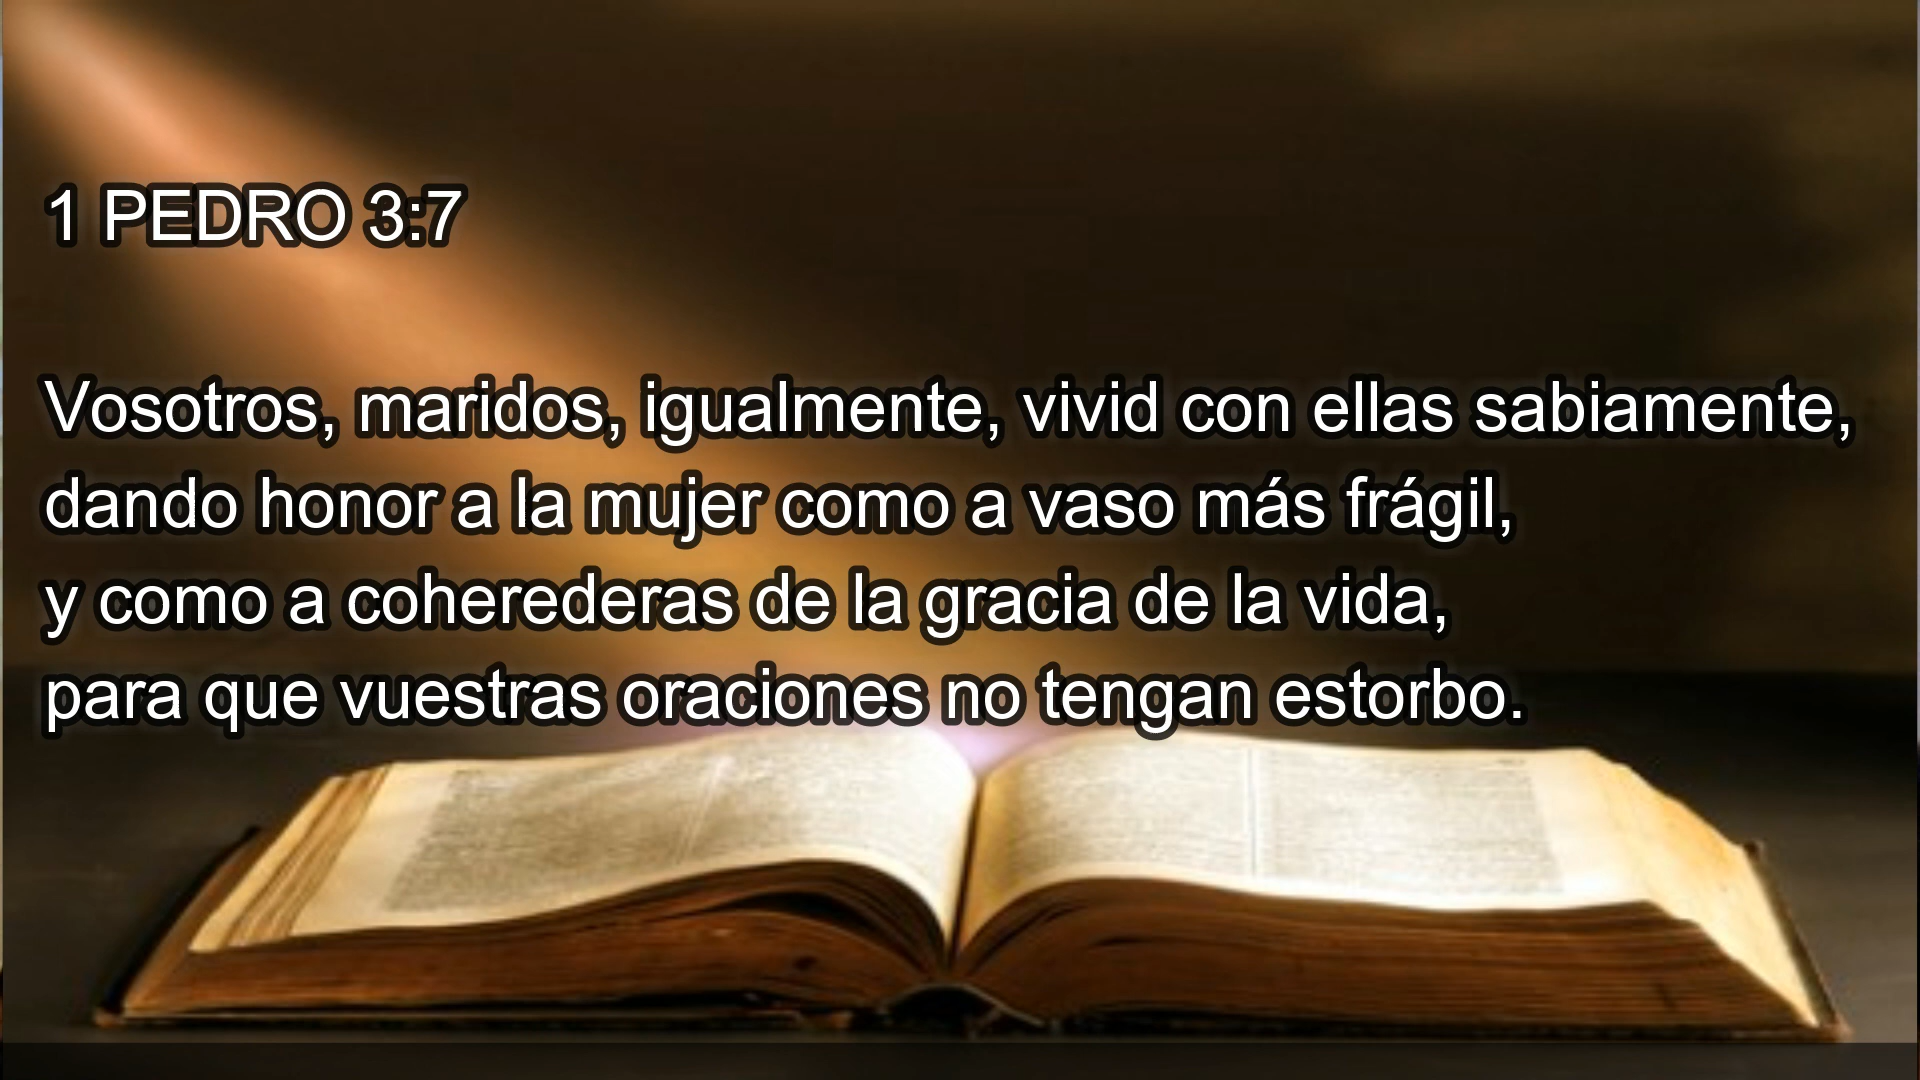 1 PEDRO 3:7
Vosotros, maridos, igualmente, vivid con ellas sabiamente,
dando honor a la mujer como a vaso más frágil,
y como a coherederas de la gracia de la vida,
para que vuestras oraciones no tengan estorbo.